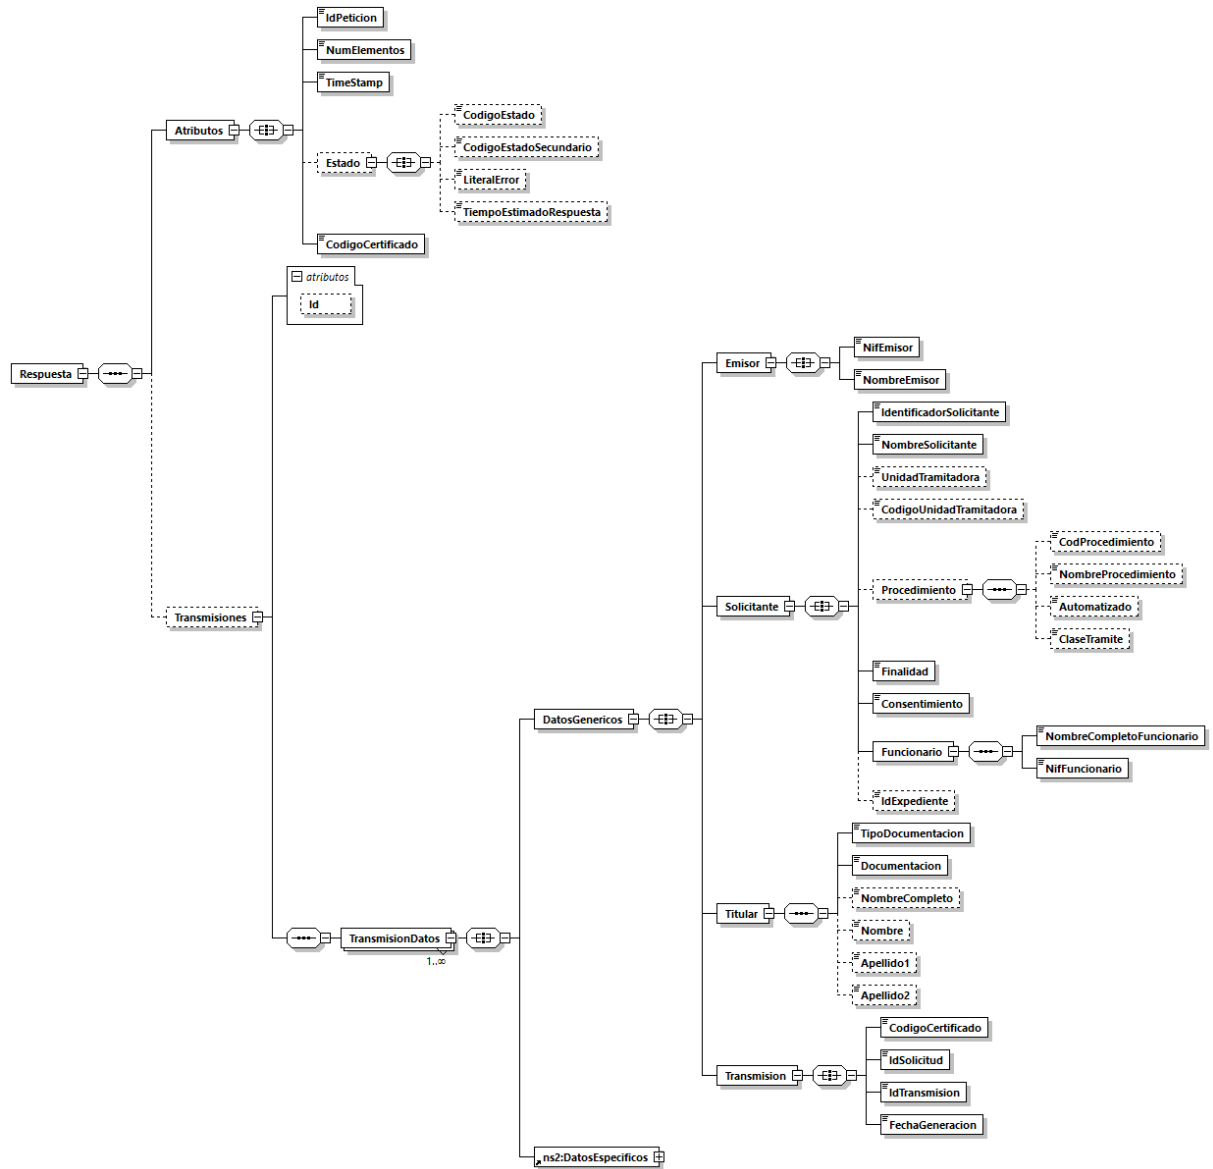 IdPeticion
NumElementos
TimeStamp
CodigoEstado
Atributos
CodigoEstadoSecundario
Estado
LiteralError
TiempoEstimadoRespuesta
CodigoCertificado
atributos
Id
Respuesta
NifEmisor
Emisor
NombreEmisor
IdentificadorSolicitante
NombreSolicitante
UnidadTramitadora
CodigoUnidadTramitadora
CodProcedimiento
NombreProcedimiento
Procedimiento
Solicitante
Automatizado
Transmisiones
ClaseTramite
Finalidad
Consentimiento
DatosGenericos
NombreCompletoFuncionario
Funcionario
NifFuncionario
IdExpediente
TipoDocumentacion
Documentacion
NombreCompleto
Titular
Nombre
TransmisionDatos
1..∞
Apellido1
Apellido2
CodigoCertificado
IdSolicitud
Transmision
IdTransmision
FechaGeneracion
ns2:DatosEspecificos